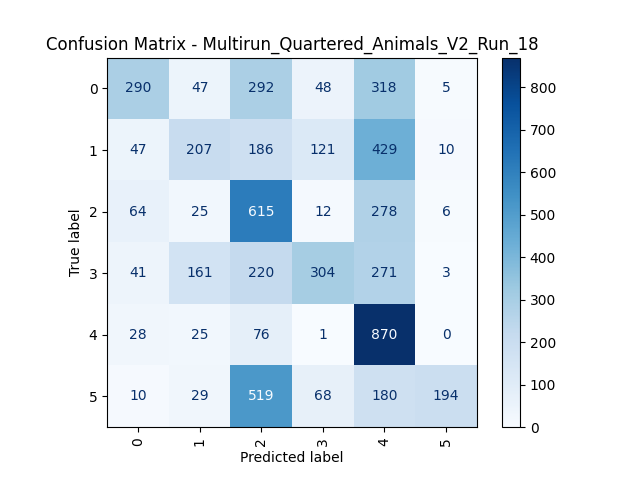 Confusion Matrix - Multirun_Quartered_Animals_V2_Run_18
True label
0 290 47 292 48 318 5
1 47 207 186 121 429 10
2 64 25 615 12 278 6
3 41 161 220 304 271 3
4 28 25 76 1 870 0
5 10 29 519 68 180 194
0 1 2 3 4 5
Predicted label
800
700
600
500
400
300
200
100
0